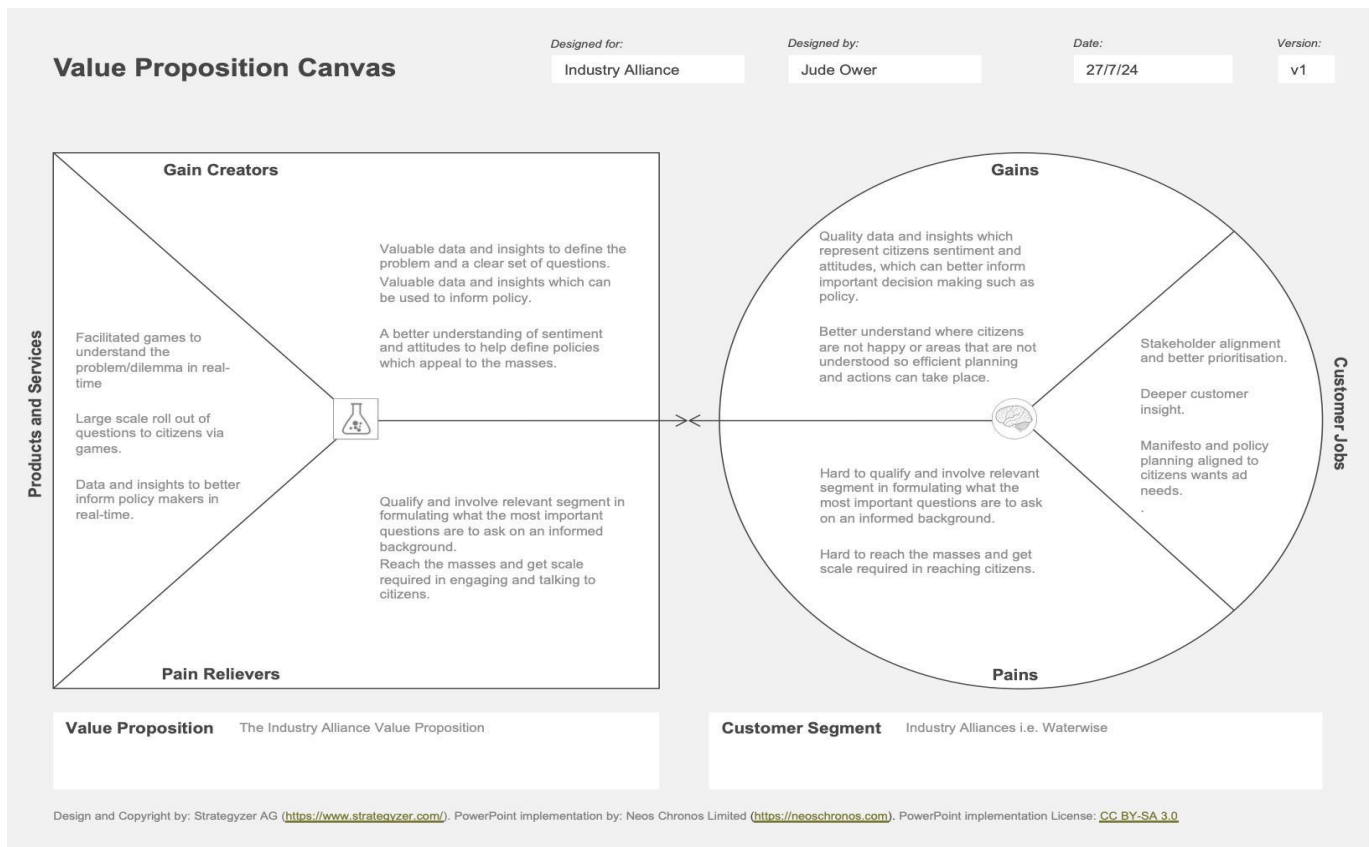 Value Proposition Canvas
Designed for:
Industry Alliance
Designed by:
Jude Ower
Date:
27/7/24
Version:
v1
Products and Services
Gain Creators
Valuable data and insights to define the
problem and a clear set of questions.
Valuable data and insights which can
be used to inform policy.
A better understanding of sentiment
and attitudes to help define policies
which appeal to the masses.
Facilitated games to
understand the
problem/dilemma in real-
time
Large scale roll out of
questions to citizens via
games.
Data and insights to better
inform policy makers in
real-time.
Qualify and involve relevant segment in
formulating what the most important
questions are to ask on an informed
background.
Reach the masses and get scale
required in engaging and talking to
citizens.
Pain Relievers
Gains
Quality data and insights which
represent citizens sentiment and
attitudes, which can better inform
important decision making such as
policy.
Better understand where citizens
are not happy or areas that are not
understood so efficient planning
and actions can take place.
Stakeholder alignment
and better prioritisation.
Deeper customer
insight.
Manifesto and policy
planning aligned to
citizens wants ad
needs.
.
Customer Jobs
Hard to qualify and involve relevant
segment in formulating what the
most important questions are to ask
on an informed background.
Hard to reach the masses and get
scale required in reaching citizens.
Pains
Value Proposition The Industry Alliance Value Proposition
Customer Segment Industry Alliances i.e. Waterwise
Design and Copyright by: Strategyzer AG (https://www.strategyzer.com/). PowerPoint implementation by: Neos Chronos Limited (https://neoschronos.com). PowerPoint implementation License: CC BY-SA 3.0